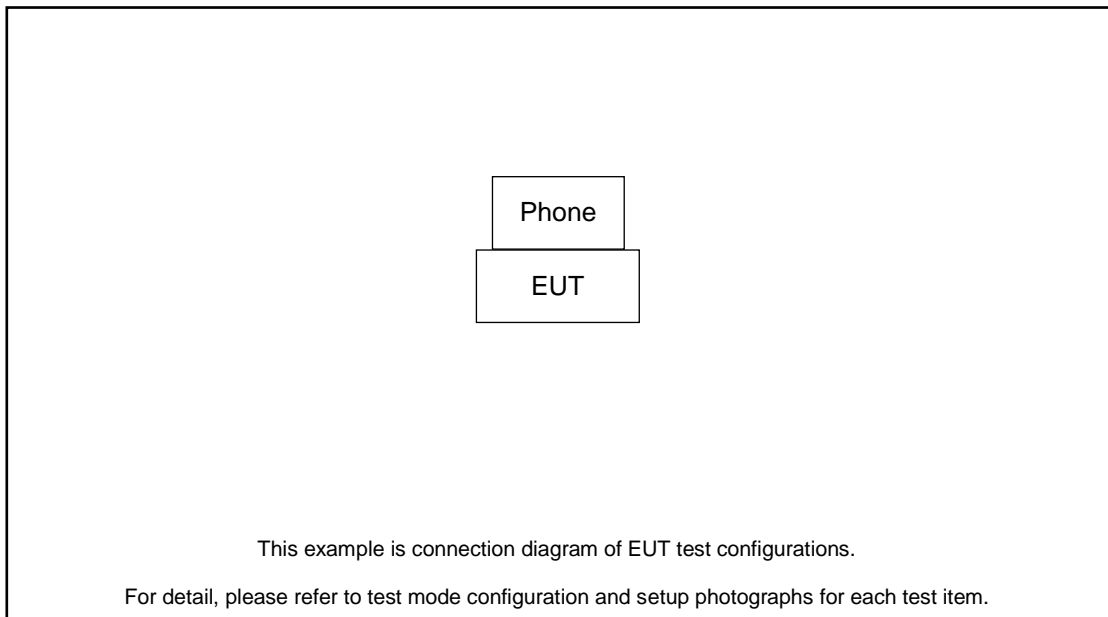 Phone
EUT
This example is connection diagram of EUT test configurations.
For detail, please refer to test mode configuration and setup photographs for each test item.